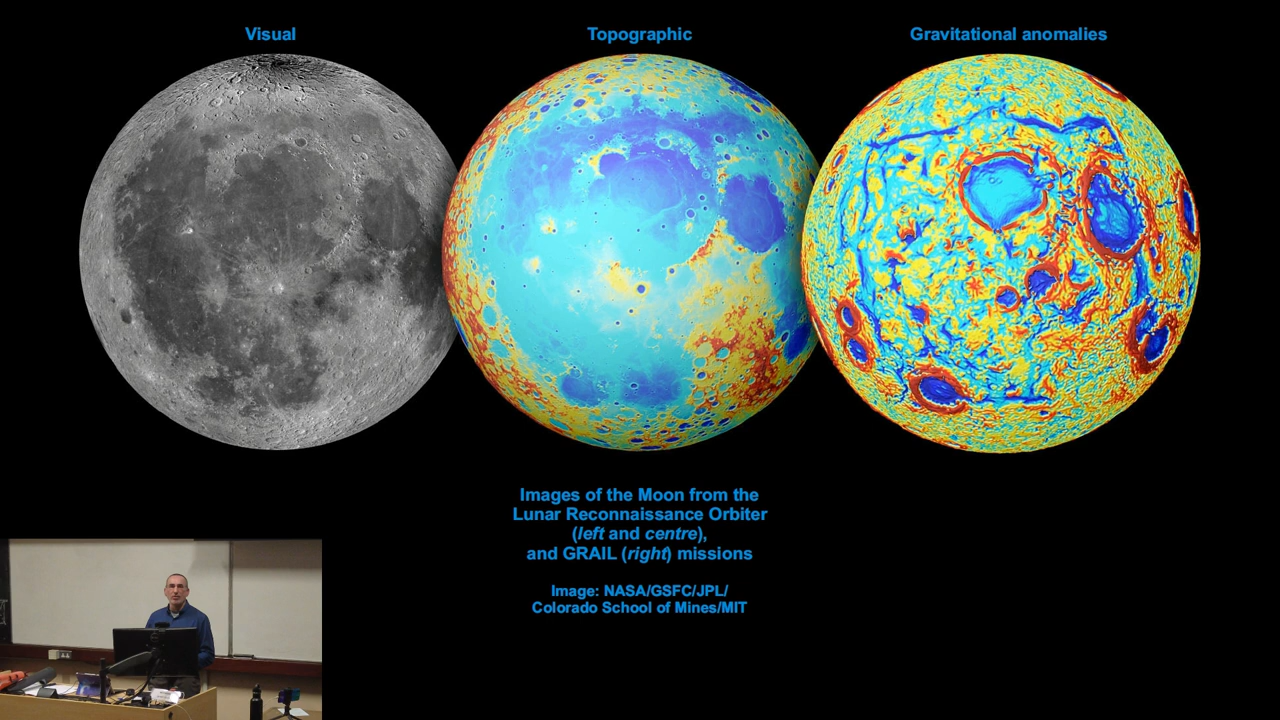 Visual
Topographic
Gravitational anomalies
Images of the Moon from the
Lunar Reconnaissance Orbiter
(left and centre),
and GRAIL (right) missions
Image: NASA/GSFC/JPL/
Colorado School of Mines/MIT